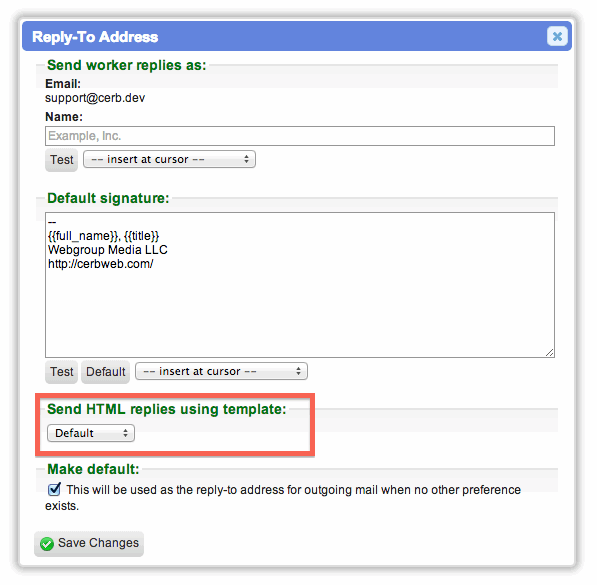 Reply-To Address
Send worker replies as:
Email:
support@cerb.dev
Name:
Example, Inc.
Test -- insert at cursor --
Default signature:
--
{{full_name}}, {{title}}
Webgroup Media LLC
http://cerbweb.com/
Test Default -- insert at cursor --
Send HTML replies using template:
Default
Make default:
This will be used as the reply-to address for outgoing mail when no other preference
exists.
Save Changes